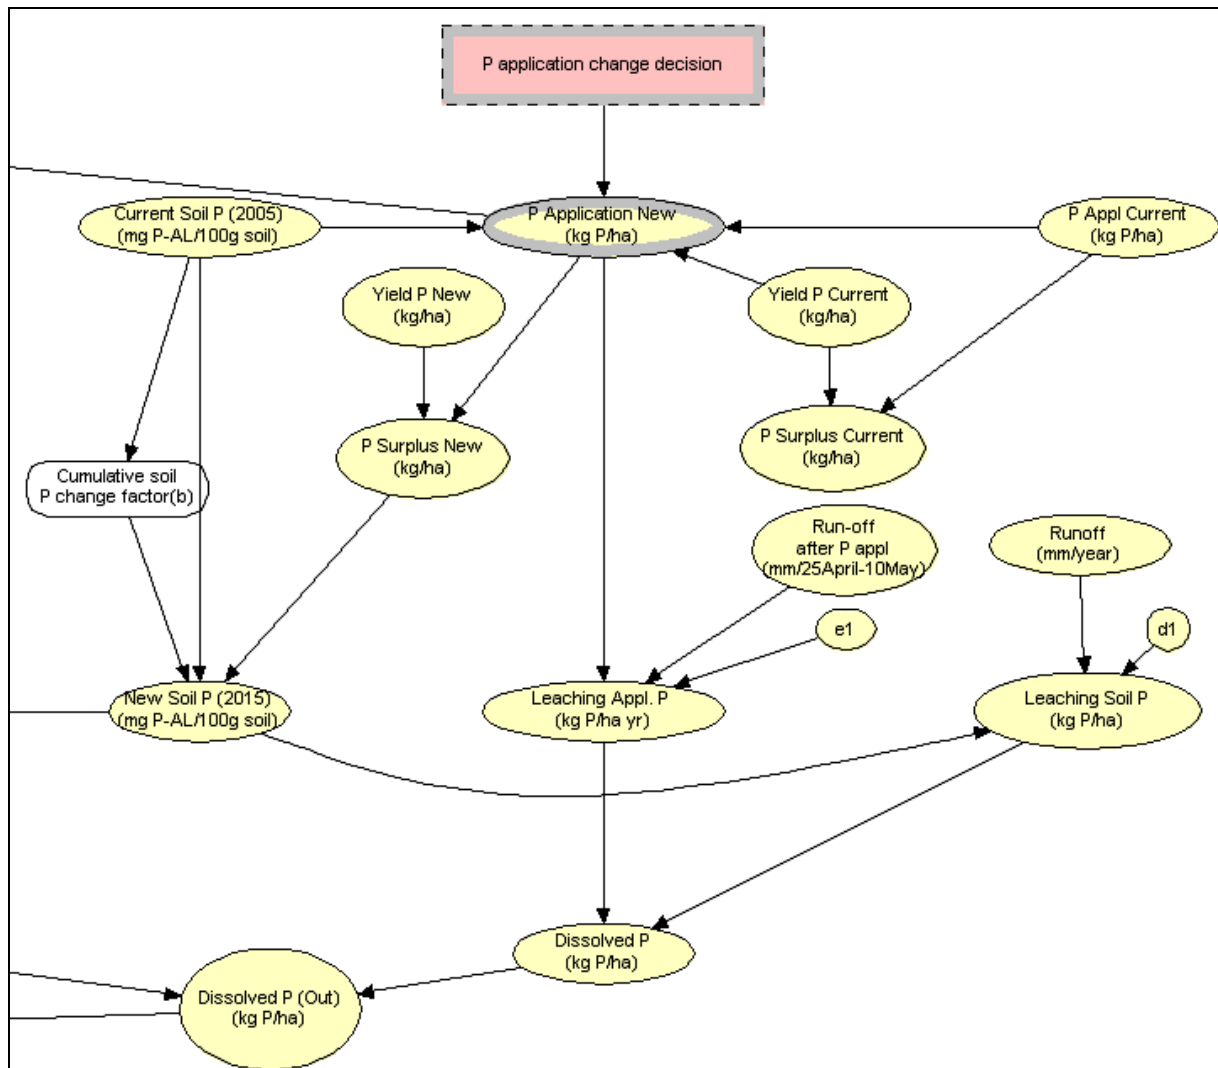 P application change decision
Current Soil P (2005)
(mg P-AL/100g soil)
P Application New
(kg P/ha)
P Appl Current
(kg P/ha)
Yield P New
(kg/ha)
Yield P Current
(kg/ha)
P Surplus New
(kg/ha)
P Surplus Current
(kg/ha)
Cumulative soil
P change factor(b)
Run-off
after P appl
(mm/25April-10May)
Runoff
(mm/year)
e1
d1
New Soil P (2015)
(mg P-AL/100g soil)
Leaching Appl. P
(kg P/ha yr)
Leaching Soil P
(kg P/ha)
Dissolved P
(kg P/ha)
Dissolved P (Out)
(kg P/ha)